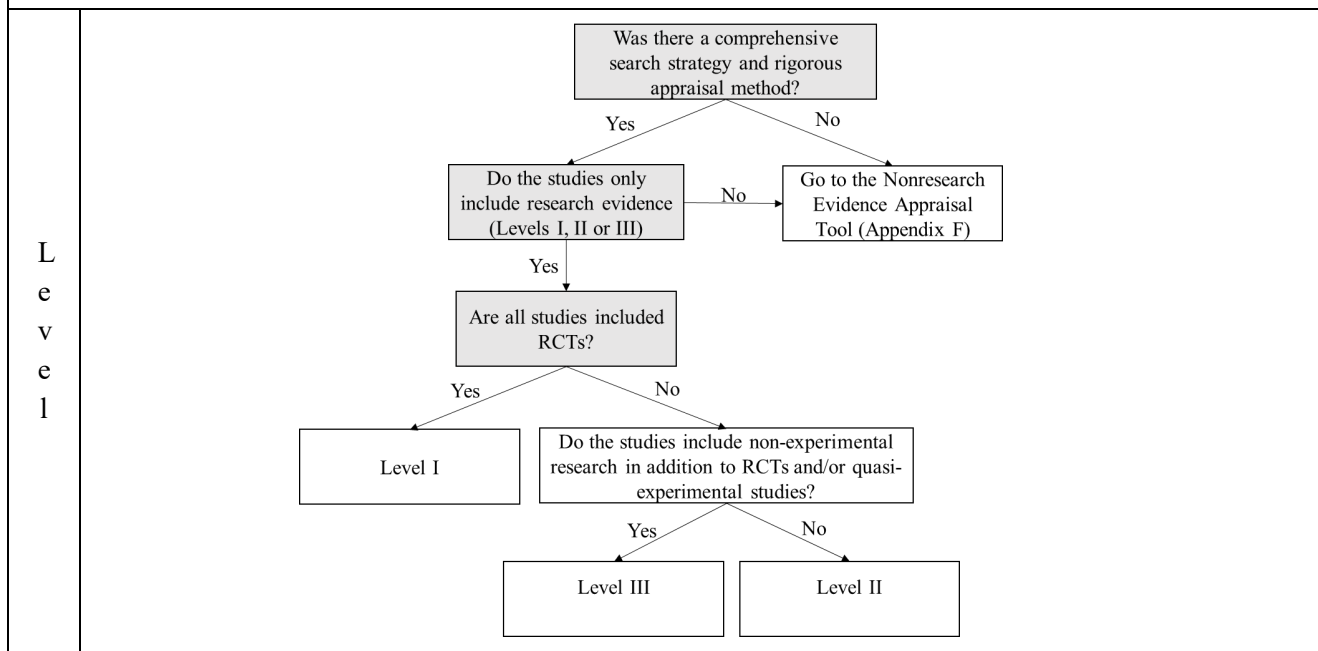 Was there a comprehensive
search strategy and rigorous
appraisal method?
Yes
No
Do the studies only
include research evidence
(Levels I, II or III)
No
Go to the Nonresearch
Evidence Appraisal
Tool (Appendix F)
Yes
Are all studies included
RCTs?
Yes
No
Level I
Do the studies include non-experimental
research in addition to RCTs and/or quasi-
experimental studies?
Yes
No
Level III
Level II
L
e
v
e
l